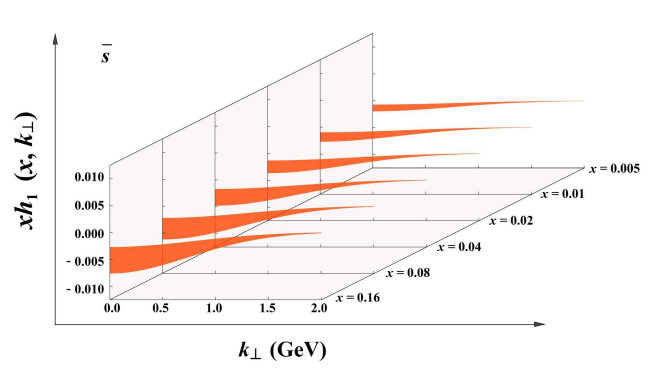 s̅
xh₁ (x, k⊥)
0.010
0.005
0.000
- 0.005
- 0.010
0.0 0.5 1.0 1.5 2.0
x = 0.005
x = 0.01
x = 0.02
x = 0.04
x = 0.08
x = 0.16
k⊥ (GeV)